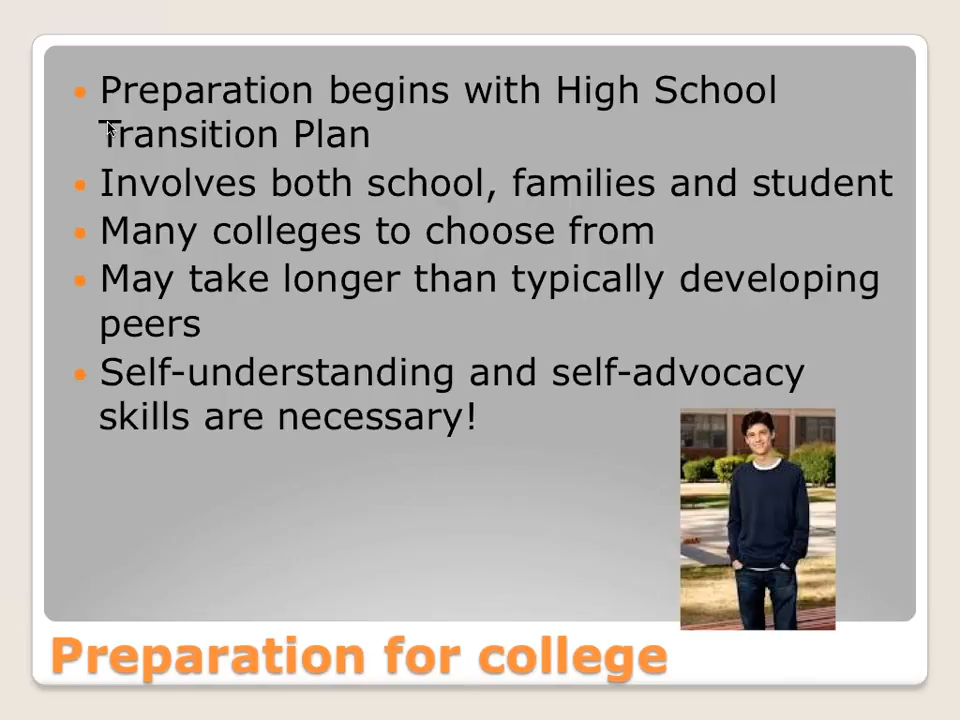 Preparation begins with High School
Transition Plan
Involves both school, families and student
Many colleges to choose from
May take longer than typically developing
peers
Self-understanding and self-advocacy
skills are necessary!
Preparation for college